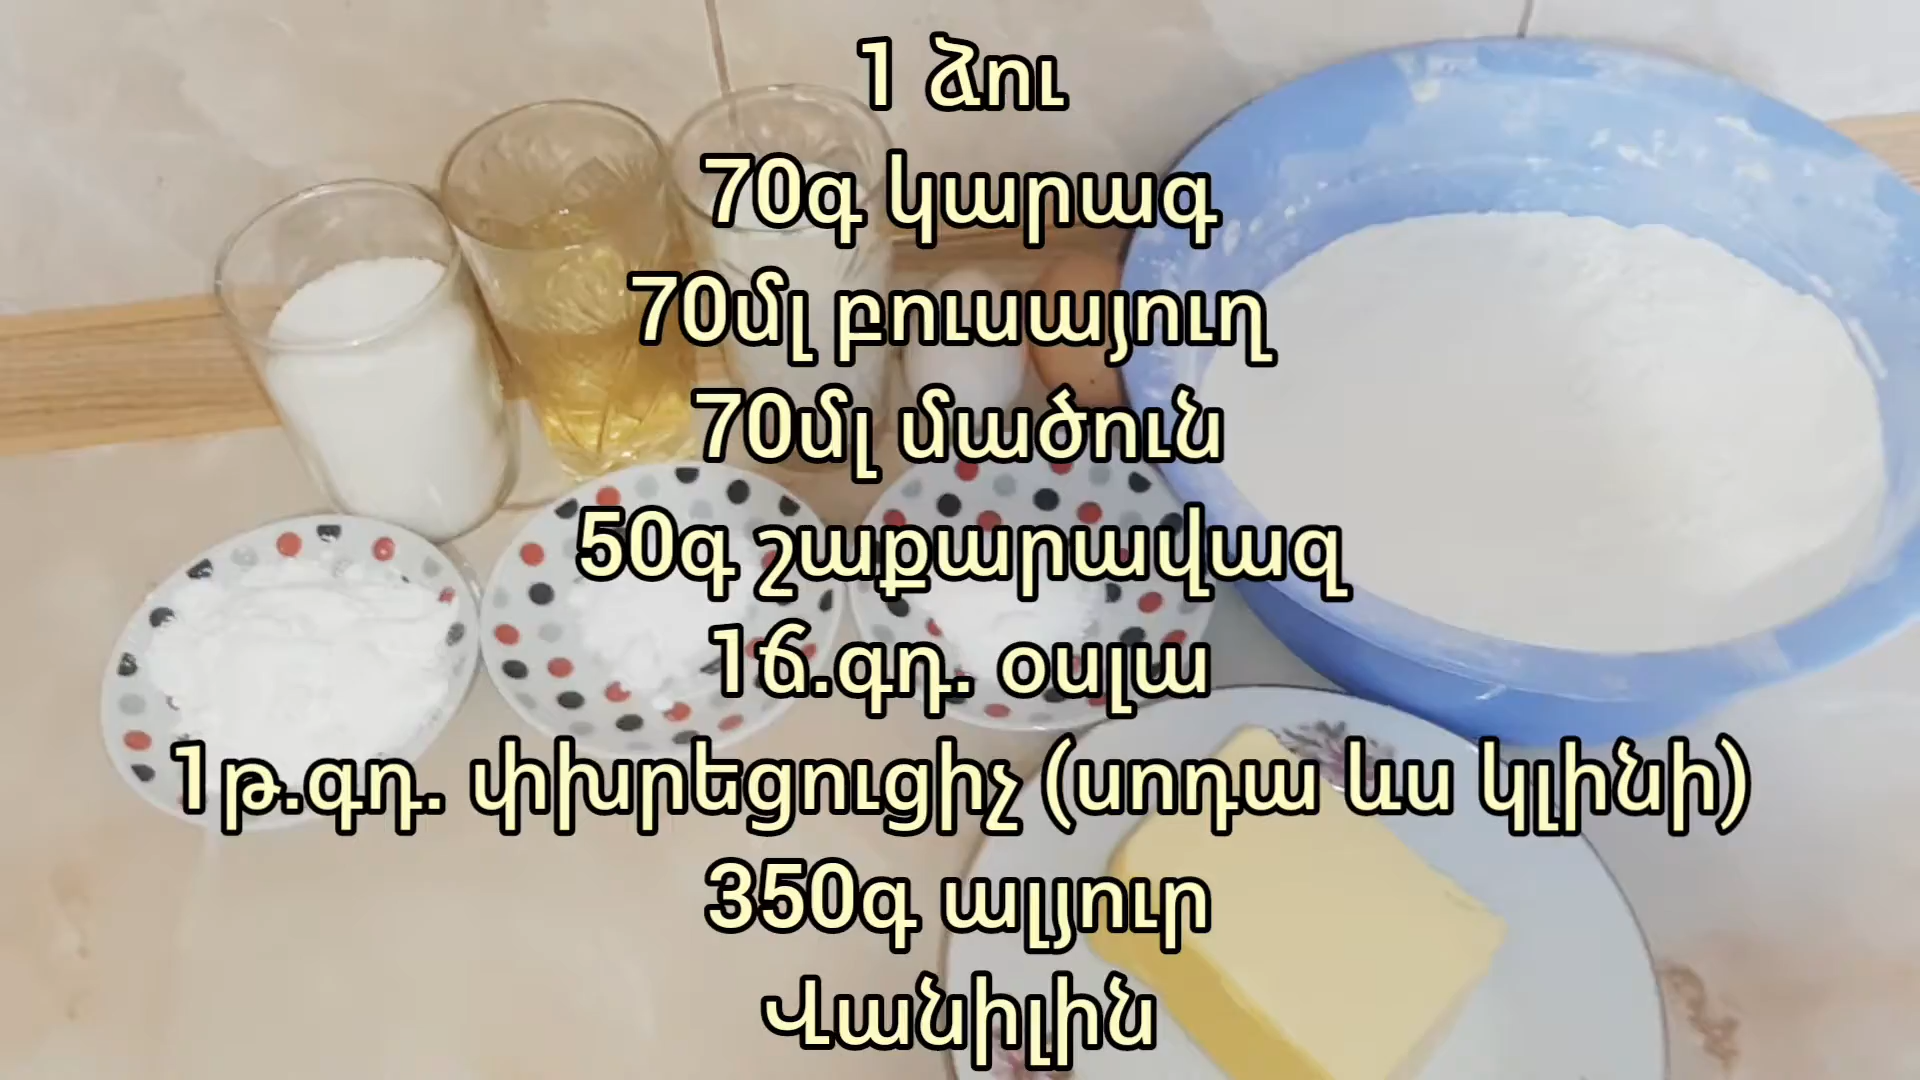 1 ձու
70գ կարագ
70մլ բուսայուղ
70մլ մածուն
50գ շաքարավազ
1ճ.գդ. օսլա
1թ.գդ. փխրեցուցիչ (սոդա ևս կլինի)
350գ ալյուր
Վանիլին